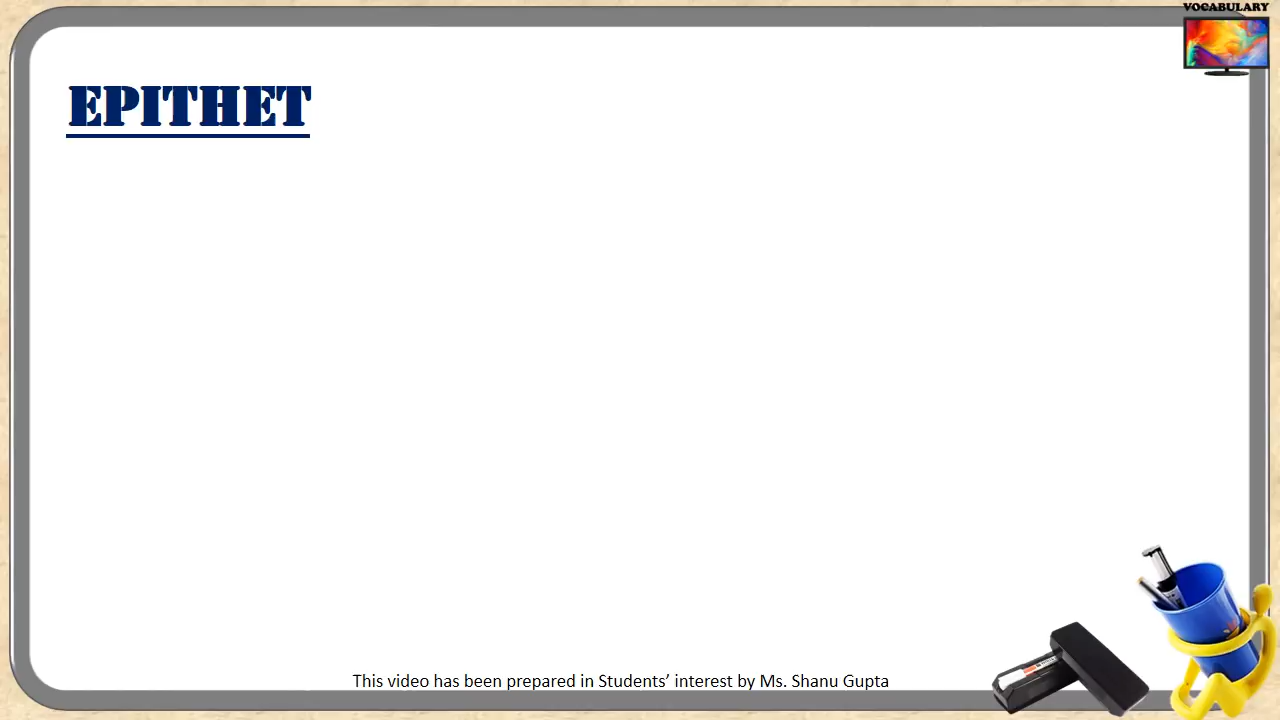 VOCABULARY
EPITHET
This video has been prepared in Students’ interest by Ms. Shanu Gupta